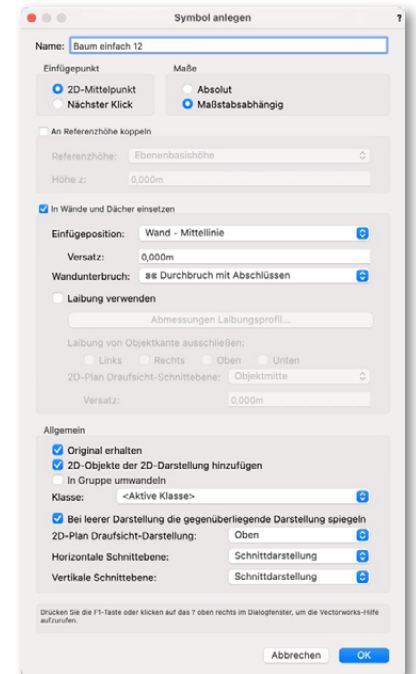 Symbol anlegen ?
Name: Baum einfach 12
Einfügepunkt Maße
2D-Mittelpunkt Absolut
Nächster Klick Maßstabsabhängig
An Referenzhöhe koppeln
Referenzhöhe: Ebenenbasishöhe
Höhe z: 0,000m
In Wände und Dächer einsetzen
Einfügeposition: Wand - Mittellinie
Versatz: 0,000m
Wandunterbruch: Durchbruch mit Abschlüssen
Laibung verwenden
Abmessungen Laibungsprofil...
Laibung von Objektkante ausschließen:
Links Rechts Oben Unten
2D-Plan Draufsicht-Schnittebene: Objektmitte
Versatz: 0,000m
Allgemein
Original erhalten
2D-Objekte der 2D-Darstellung hinzufügen
In Gruppe umwandeln
Klasse: <Aktive Klasse>
Bei leerer Darstellung die gegenüberliegende Darstellung spiegeln
2D-Plan Draufsicht-Darstellung: Oben
Horizontale Schnittebene: Schnittdarstellung
Vertikale Schnittebene: Schnittdarstellung
Drücken Sie die F1-Taste oder klicken auf das ? oben rechts im Dialogfenster, um die Vectorworks-Hilfe
aufzurufen.
Abbrechen OK